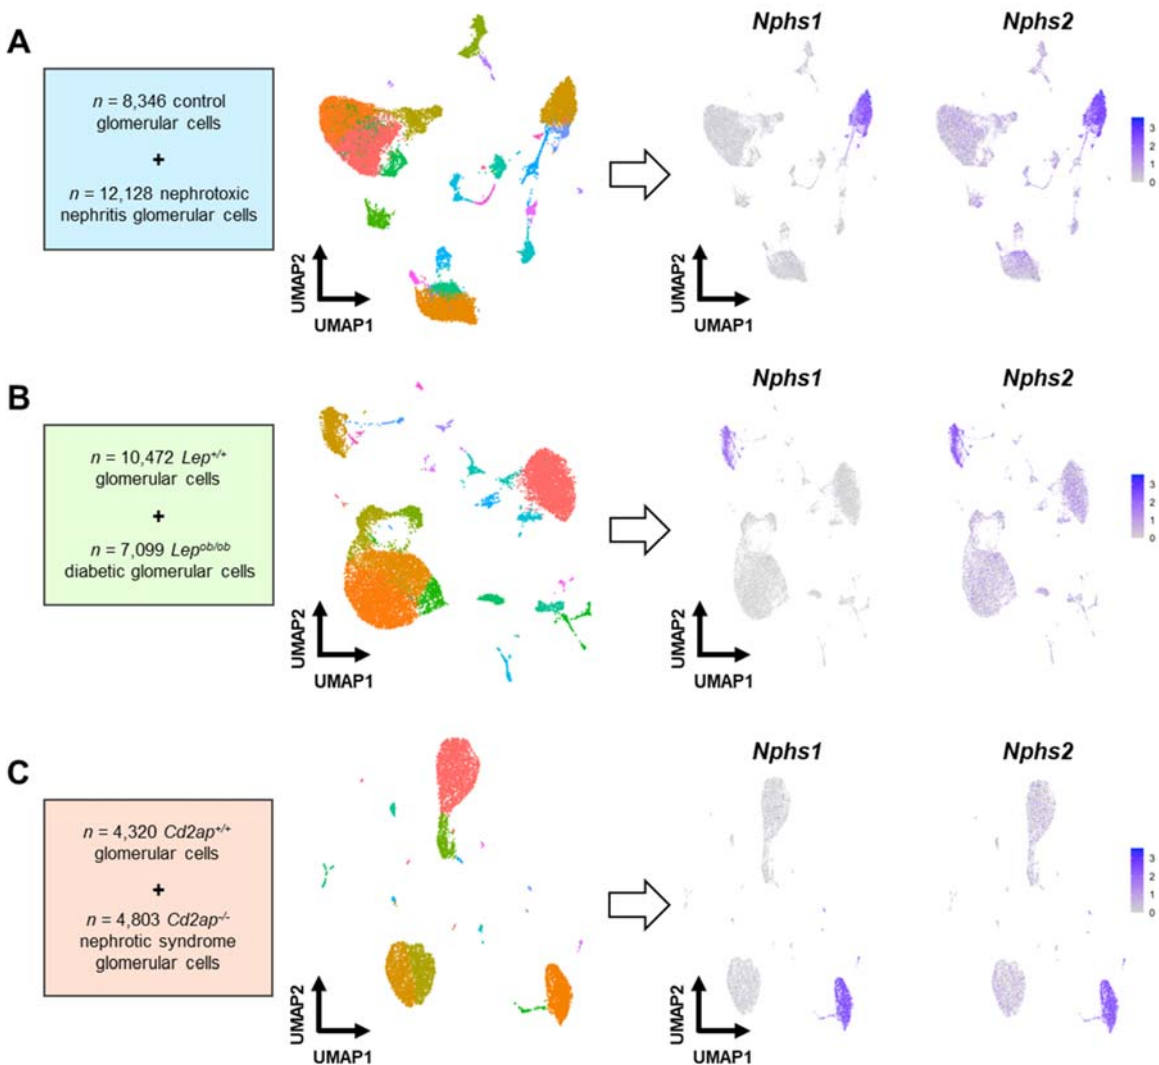 A
n = 8,346 control
glomerular cells
+
n = 12,128 nephrotoxic
nephritis glomerular cells
UMAP2
UMAP1
Nphs1
UMAP2
UMAP1
Nphs2
3
2
1
0
B
n = 10,472 Lep+/+
glomerular cells
+
n = 7,099 Lepob/ob
diabetic glomerular cells
UMAP2
UMAP1
Nphs1
UMAP2
UMAP1
Nphs2
3
2
1
0
C
n = 4,320 Cd2ap+/+
glomerular cells
+
n = 4,803 Cd2ap-/-
nephrotic syndrome
glomerular cells
UMAP2
UMAP1
Nphs1
UMAP2
UMAP1
Nphs2
3
2
1
0